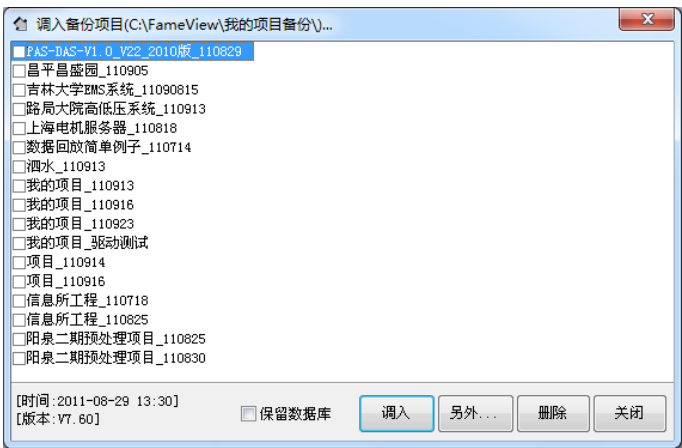 调入备份项目(C:\FameView\我的项目备份\)...
PAS-DAS-V1.0_V22_2010版_110829
昌平昌盛园_110905
吉林大学EMS系统_11090815
路局大院高低压系统_110913
上海电机服务器_110818
数据回放简单例子_110714
泗水_110913
我的项目_110913
我的项目_110916
我的项目_110923
我的项目_驱动测试
项目_110914
项目_110916
信息所工程_110718
信息所工程_110825
阳泉二期预处理项目_110825
阳泉二期预处理项目_110830
[时间:2011-08-29 13:30]
[版本:V7.60]
保留数据库 调入 另外... 删除 关闭